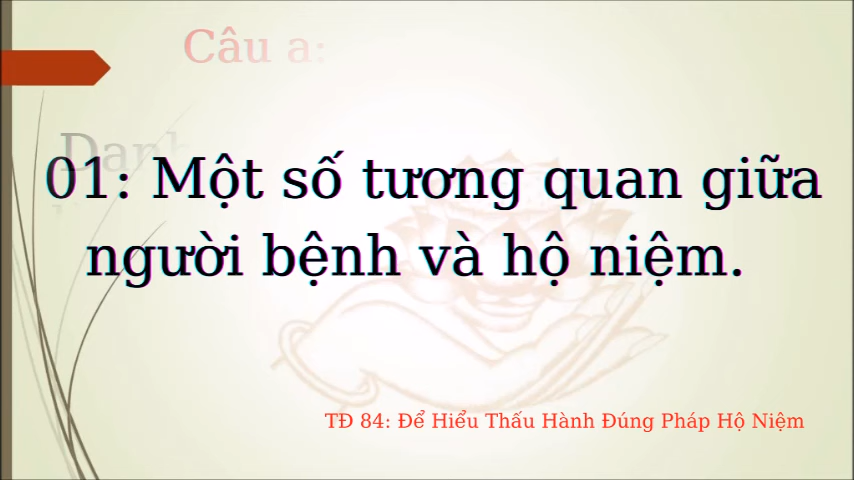 Câu a:
01: Một số tương quan giữa
người bệnh và hộ niệm.
TĐ 84: Để Hiểu Thấu Hành Đúng Pháp Hộ Niệm